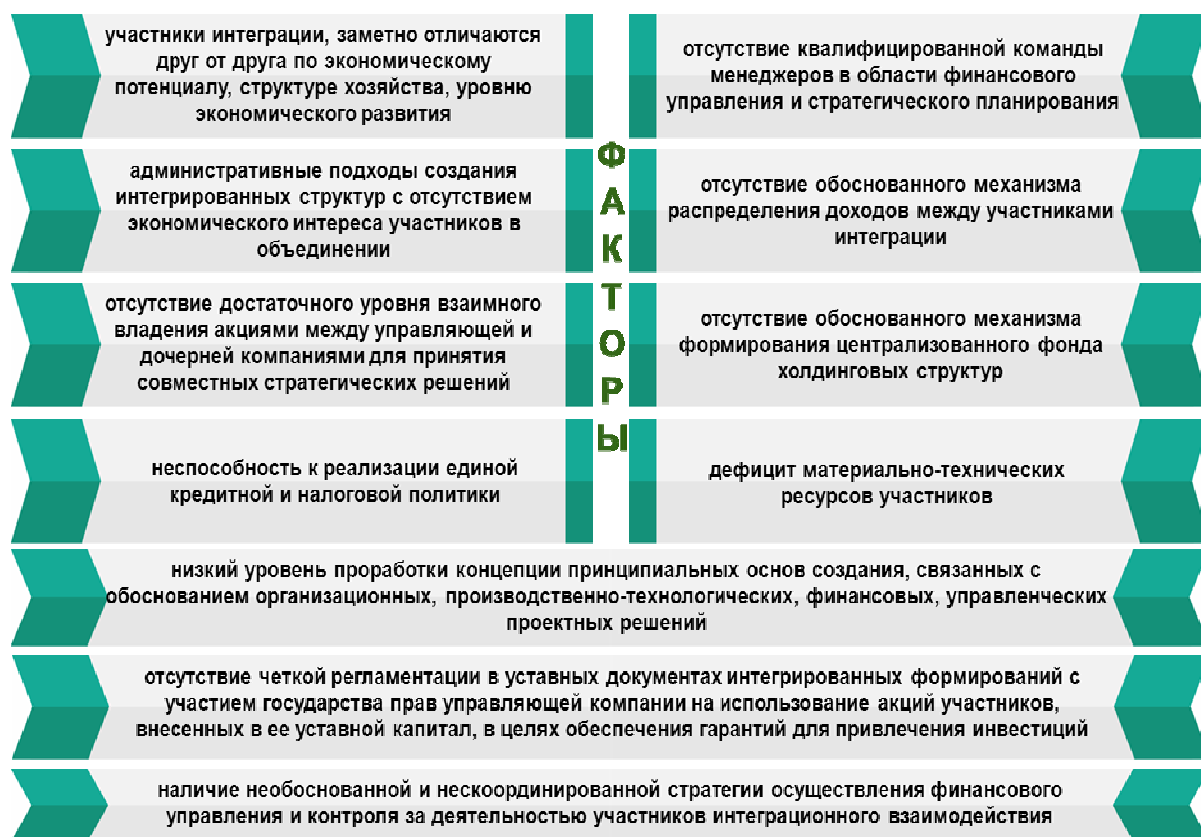 участники интеграции, заметно отличаются
друг от друга по экономическому
потенциалу, структуре хозяйства, уровню
экономического развития
административные подходы создания
интегрированных структур с отсутствием
экономического интереса участников в
объединении
отсутствие достаточного уровня взаимного
владения акциями между управляющей и
дочерней компаниями для принятия
совместных стратегических решений
неспособность к реализации единой
кредитной и налоговой политики
ФАКТОРЫ
отсутствие квалифицированной команды
менеджеров в области финансового
управления и стратегического планирования
отсутствие обоснованного механизма
распределения доходов между участниками
интеграции
отсутствие обоснованного механизма
формирования централизованного фонда
холдинговых структур
дефицит материально-технических
ресурсов участников
низкий уровень проработки концепции принципиальных основ создания, связанных с
обоснованием организационных, производственно-технологических, финансовых, управленческих
проектных решений
отсутствие четкой регламентации в уставных документах интегрированных формирований с
участием государства прав управляющей компании на использование акций участников,
внесенных в ее уставной капитал, в целях обеспечения гарантий для привлечения инвестиций
наличие необоснованной и нескоординированной стратегии осуществления финансового
управления и контроля за деятельностью участников интеграционного взаимодействия